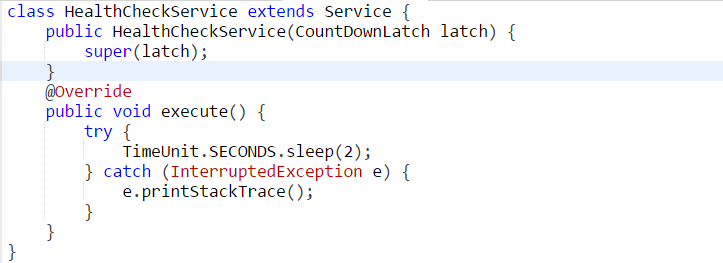 class HealthCheckService extends Service {
    public HealthCheckService(CountDownLatch latch) {
        super(latch);
    }
    @Override
    public void execute() {
        try {
            TimeUnit.SECONDS.sleep(2);
        } catch (InterruptedException e) {
            e.printStackTrace();
        }
    }
}